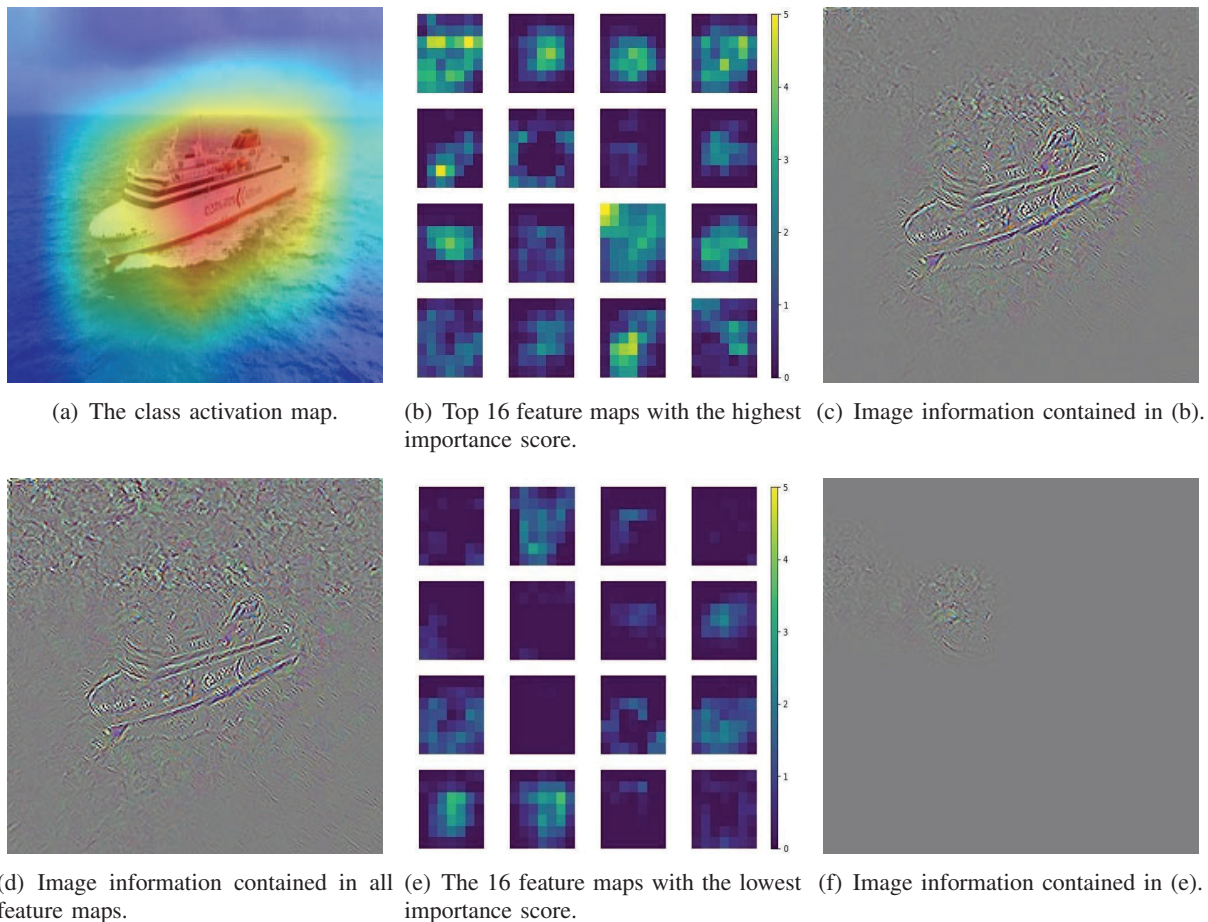 5
4
3
2
1
0
(a) The class activation map.
(b) Top 16 feature maps with the highest
importance score.
(c) Image information contained in (b).
5
4
3
2
1
0
(d) Image information contained in all
feature maps.
(e) The 16 feature maps with the lowest
importance score.
(f) Image information contained in (e).